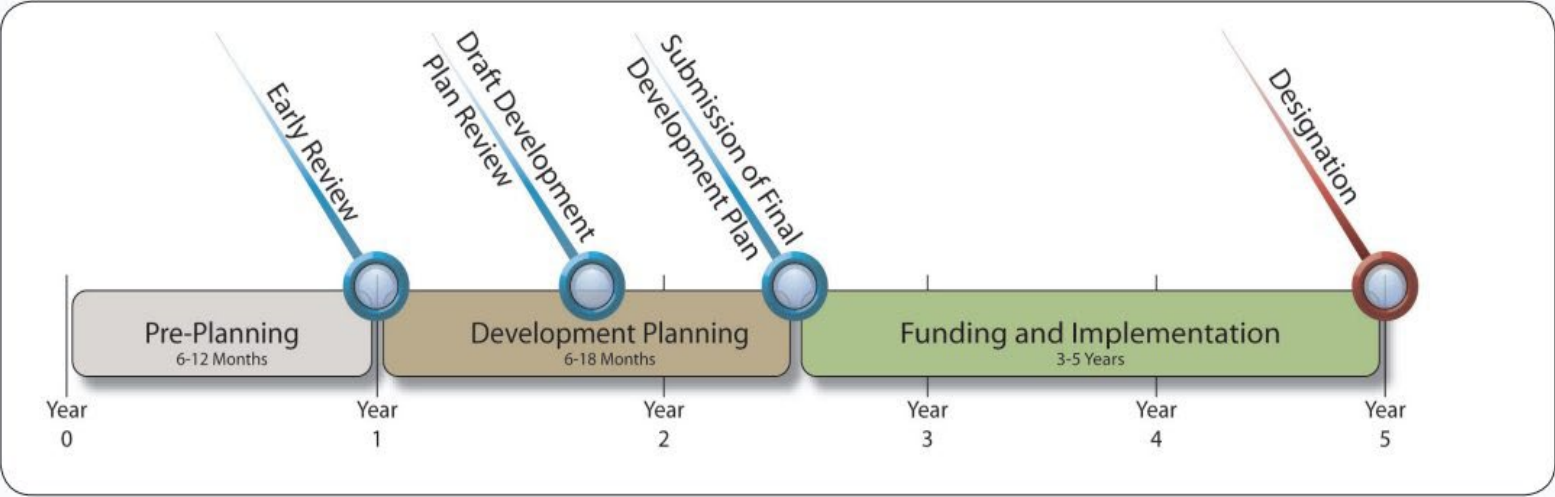 Early Review
Draft Development
Plan Review
Submission of Final
Development Plan
Designation
Pre-Planning
6-12 Months
Development Planning
6-18 Months
Funding and Implementation
3-5 Years
Year
0
Year
1
Year
2
Year
3
Year
4
Year
5